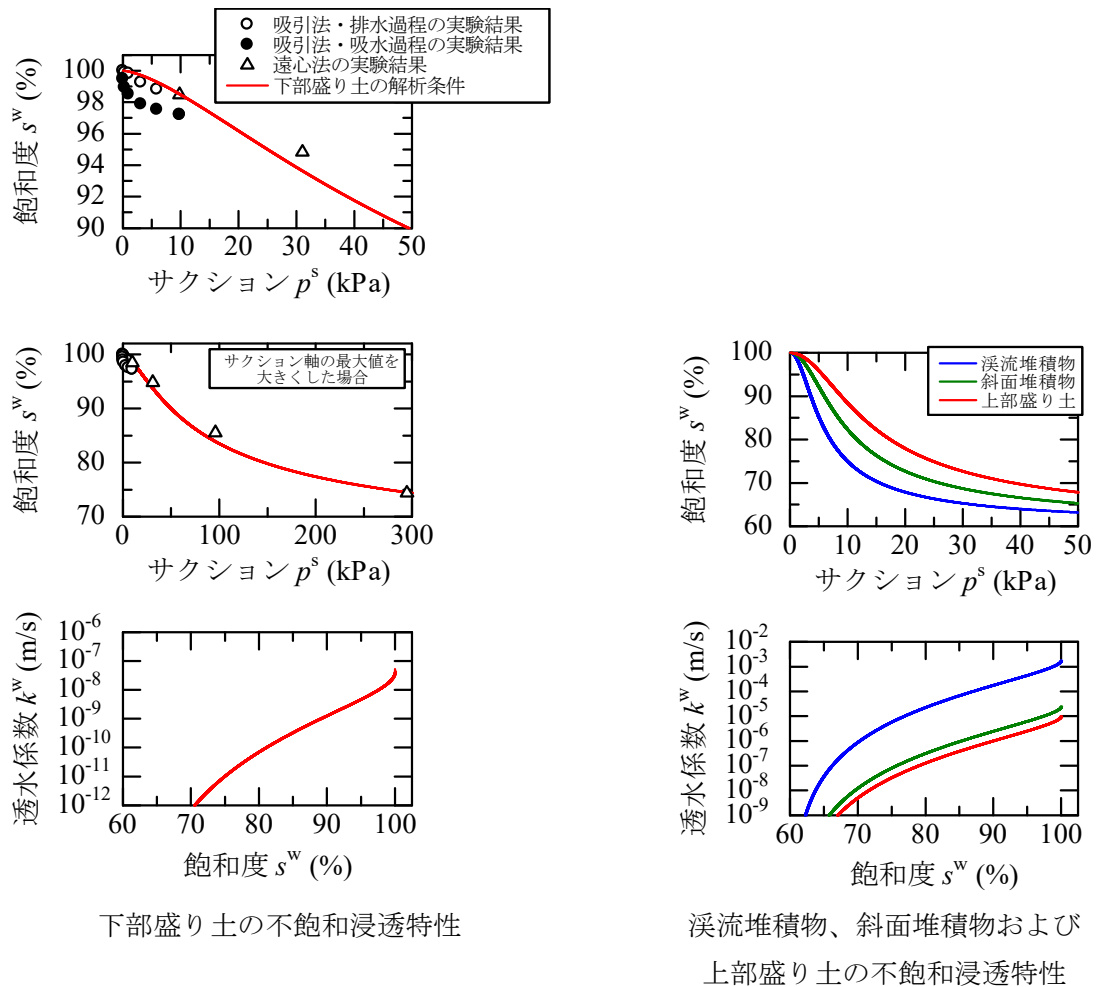 吸引法・排水過程の実験結果
吸引法・吸水過程の実験結果
遠心法の実験結果
下部盛り土の解析条件
飽和度 s^w (%)
100
98
96
94
92
90
0 10 20 30 40 50
サクション p^s (kPa)
サクション軸の最大値を
大きくした場合
飽和度 s^w (%)
100
90
80
70
0 100 200 300
サクション p^s (kPa)
透水係数 k^w (m/s)
10^-6
10^-7
10^-8
10^-9
10^-10
10^-11
10^-12
60 70 80 90 100
飽和度 s^w (%)
下部盛り土の不飽和浸透特性
渓流堆積物
斜面堆積物
上部盛り土
飽和度 s^w (%)
100
90
80
70
60
0 10 20 30 40 50
サクション p^s (kPa)
透水係数 k^w (m/s)
10^-2
10^-3
10^-4
10^-5
10^-6
10^-7
10^-8
10^-9
60 70 80 90 100
飽和度 s^w (%)
渓流堆積物、斜面堆積物および
上部盛り土の不飽和浸透特性